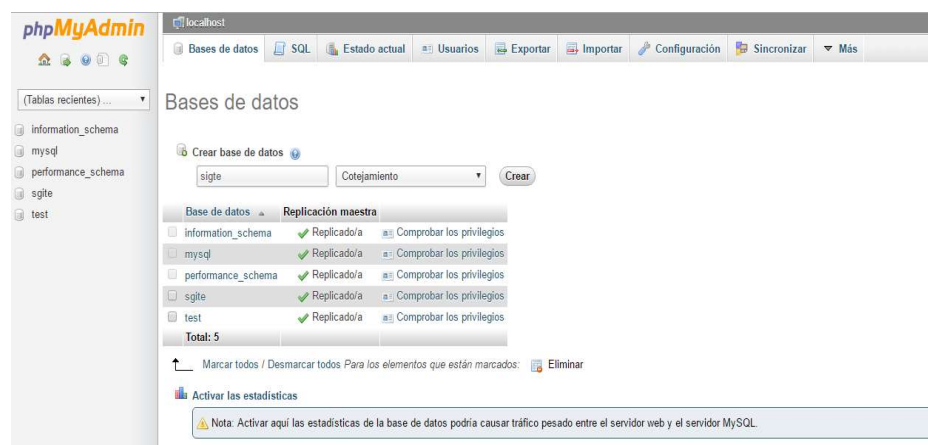 phpMyAdmin
(Tablas recientes) ...
information_schema
mysql
performance_schema
sgite
test
localhost
Bases de datos SQL Estado actual Usuarios Exportar Importar Configuración Sincronizar Más
Bases de datos
Crear base de datos
sigte Cotejamiento Crear
Base de datos Replicación maestra
information_schema Replicado/a Comprobar los privilegios
mysql Replicado/a Comprobar los privilegios
performance_schema Replicado/a Comprobar los privilegios
sgite Replicado/a Comprobar los privilegios
test Replicado/a Comprobar los privilegios
Total: 5
Marcar todos / Desmarcar todos Para los elementos que están marcados: Eliminar
Activar las estadísticas
Nota: Activar aquí las estadísticas de la base de datos podría causar tráfico pesado entre el servidor web y el servidor MySQL.